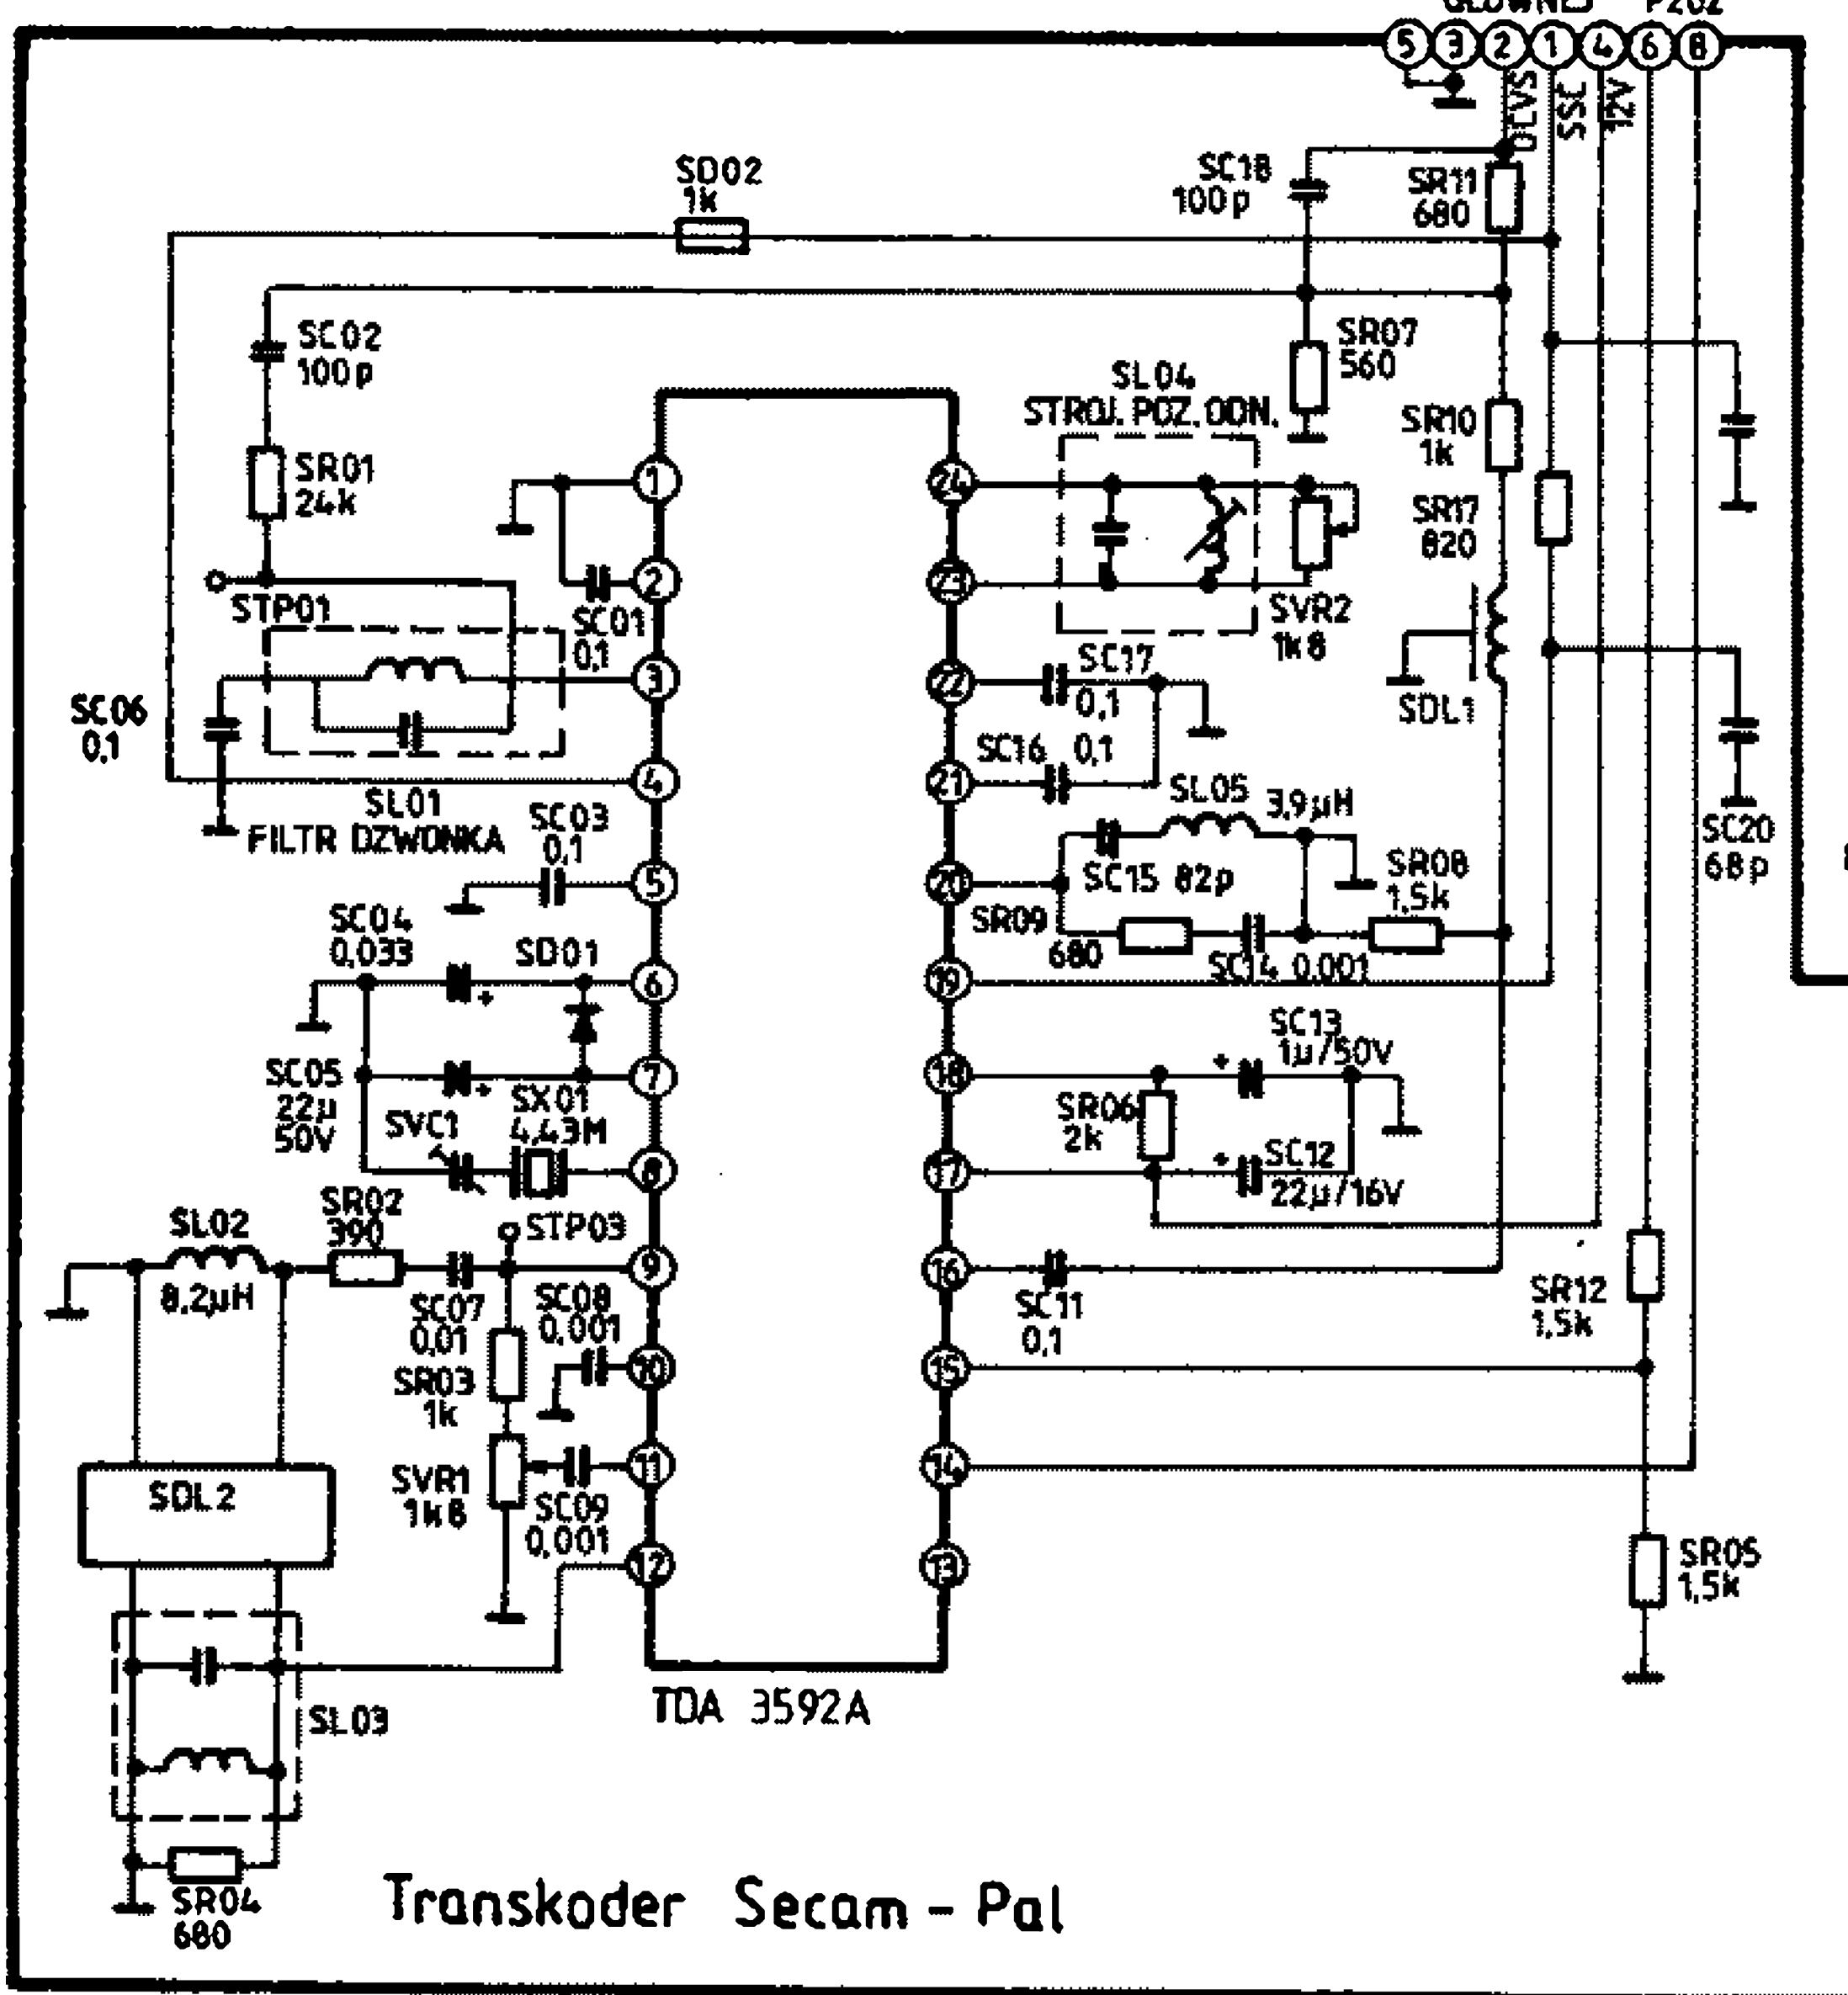 P202
5 3 2 1 4 6 8
SSC
12V
SD02
1k
SC18
100p
SR11
680
SC02
100p
SR07
560
SL04
STROJ. POZ. ODN.
SR10
1k
SR01
24k
1
24
SR17
820
2
23
STP01
SC01
0,1
SVR2
1k8
3
22
SC17
0,1
SDL1
SC06
0,1
SC16 0,1
4
21
SL01
FILTR DZWONKA
SC03
0,1
SL05 3,9µH
SC20
68p
5
20
SC15 82p
SR08
1,5k
SC04
0,033
SD01
SR09
680
SC14 0,001
6
19
SC13
1µ/50V
SC05
22µ
50V
7
18
SX01
4,43M
SVC1
SR06
2k
8
17
SC12
22µ/16V
SR02
390
SL02
8,2µH
STP03
9
16
SC07
0,01
SC08
0,001
SC11
0,1
SR12
1,5k
10
15
SR03
1k
11
14
SVR1
1k8
SDL2
SC09
0,001
12
13
SR05
1,5k
TDA 3592A
SL03
Transkoder Secam - Pal
SR04
680